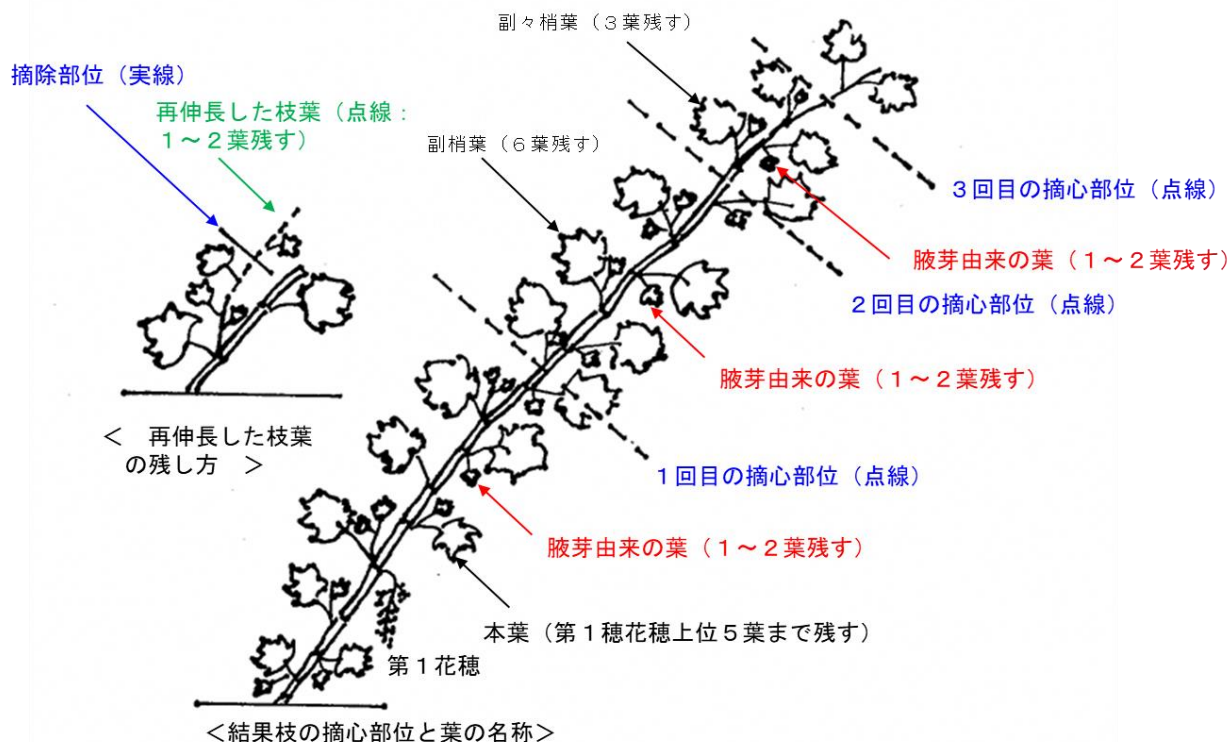 副々梢葉（３葉残す）
摘除部位（実線）
再伸長した枝葉（点線：
１～２葉残す）
副梢葉（６葉残す）
３回目の摘心部位（点線）
腋芽由来の葉（１～２葉残す）
２回目の摘心部位（点線）
腋芽由来の葉（１～２葉残す）
＜　再伸長した枝葉
の残し方　＞
１回目の摘心部位（点線）
腋芽由来の葉（１～２葉残す）
本葉（第１穂花穂上位５葉まで残す）
第１花穂
＜結果枝の摘心部位と葉の名称＞